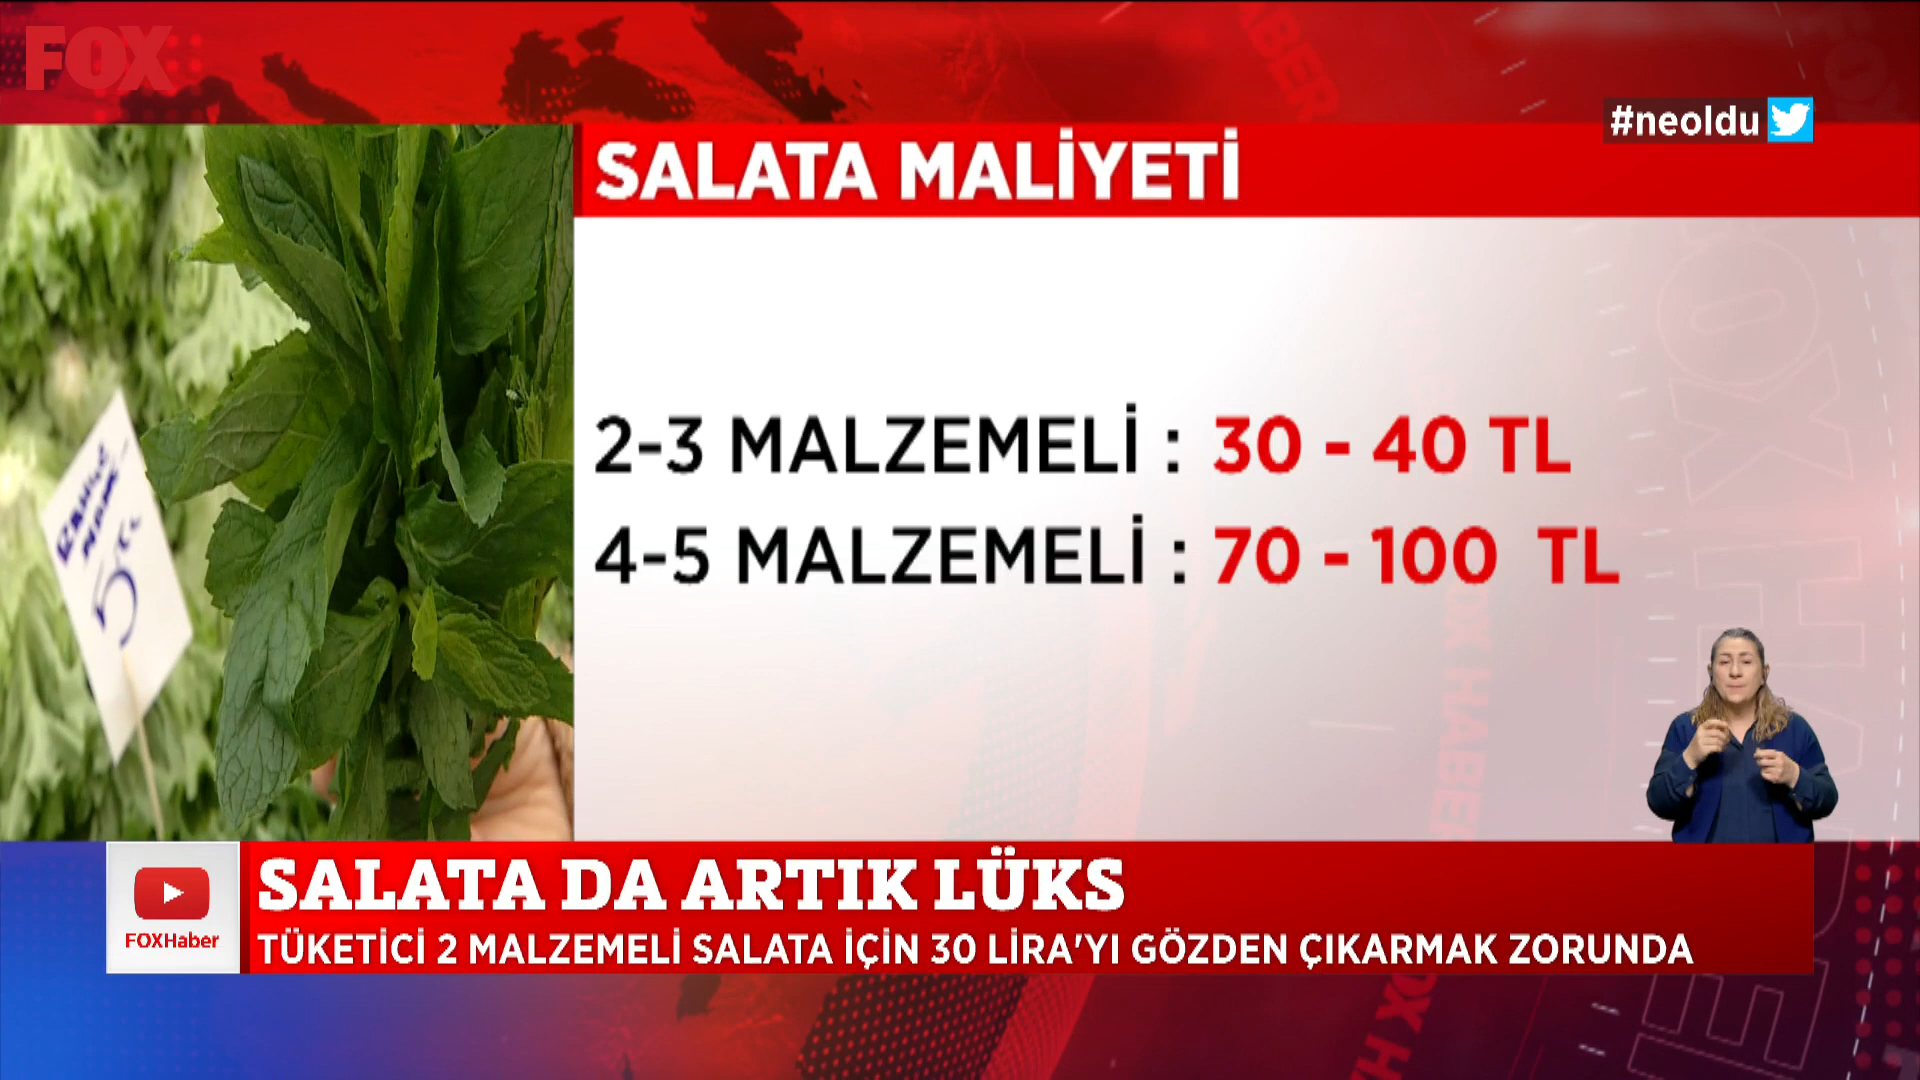 FOX
#neoldu
SALATA MALİYETİ
2-3 MALZEMELİ : 30 - 40 TL
4-5 MALZEMELİ : 70 - 100 TL
5
FOXHaber
SALATA DA ARTIK LÜKS
TÜKETİCİ 2 MALZEMELİ SALATA İÇİN 30 LİRA'YI GÖZDEN ÇIKARMAK ZORUNDA